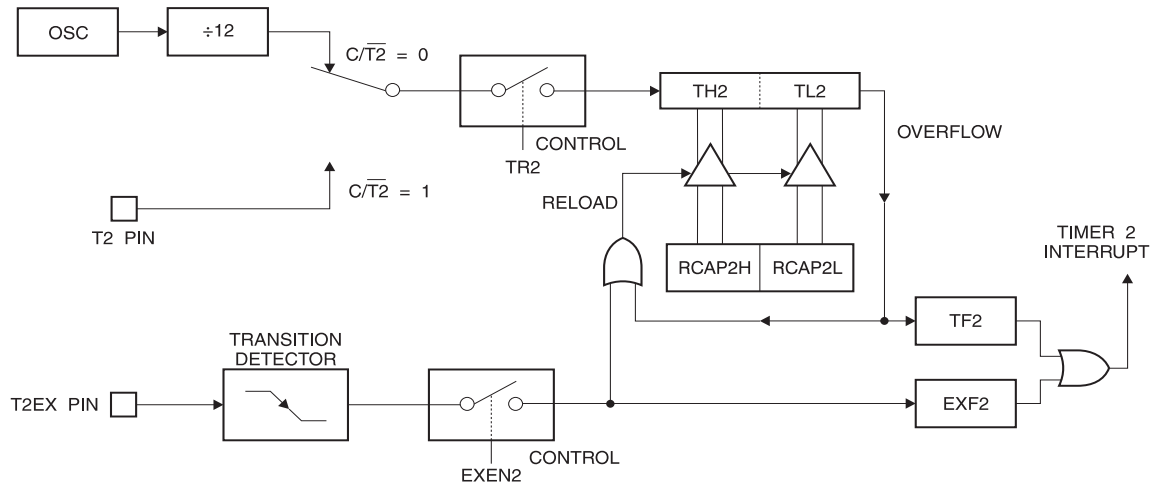 OSC
÷12
C/T2̅ = 0
TH2
TL2
OVERFLOW
CONTROL
TR2
C/T2̅ = 1
RELOAD
T2 PIN
TIMER 2
INTERRUPT
RCAP2H
RCAP2L
TF2
TRANSITION
DETECTOR
T2EX PIN
EXF2
CONTROL
EXEN2